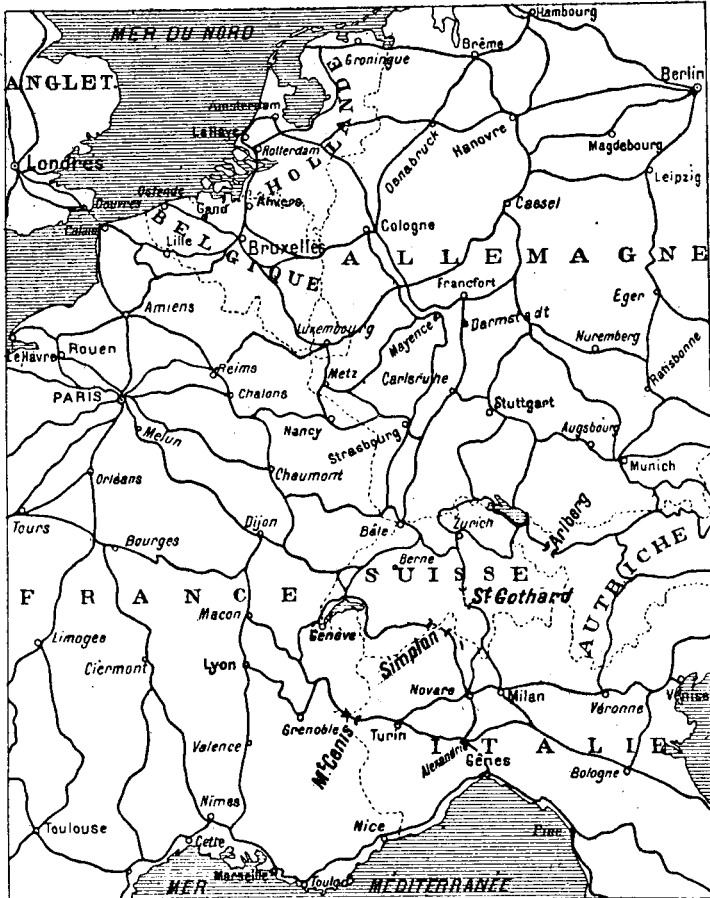 MER DU NORD
Hambourg
Groningue
Brême
ANGLET.
Berlin
Amsterdam
La Haye
HOLLANDE
Rotterdam
Osnabruck
Hanovre
Magdebourg
Londres
Leipzig
Douvres
Ostende
Gand
Anvers
Cassel
Calais
Lille
BELGIQUE
Bruxelles
Cologne
ALLEMAGNE
Francfort
Eger
Amiens
Luxembourg
Mayence
Darmstadt
Nuremberg
Ratisbonne
Le Havre
Rouen
Reims
Metz
Carlsruhe
PARIS
Chalons
Nancy
Strasbourg
Stuttgart
Augsbourg
Melun
Munich
Orléans
Chaumont
Tours
Bourges
Dijon
Bâle
Zurich
Arlberg
Berne
AUTRICHE
FRANCE
SUISSE
St Gothard
Macon
Genève
Limoges
Clermont
Lyon
Simplon
Novare
Milan
Véronne
Vénise
Grenoble
Mt Cenis
Turin
Alexandrie
ITALIE
Valence
Gênes
Bologne
Nîmes
Toulouse
Cette
Nice
Pise
Marseille
Toulon
MER MÉDITERRANÉE